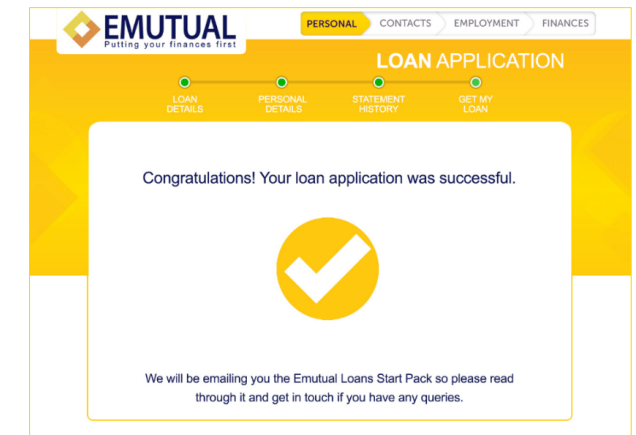 EMUTUAL
Putting your finances first
PERSONAL
CONTACTS
EMPLOYMENT
FINANCES
LOAN APPLICATION
LOAN
DETAILS
PERSONAL
DETAILS
STATEMENT
HISTORY
GET MY
LOAN
Congratulations! Your loan application was successful.
We will be emailing you the Emutual Loans Start Pack so please read
through it and get in touch if you have any queries.